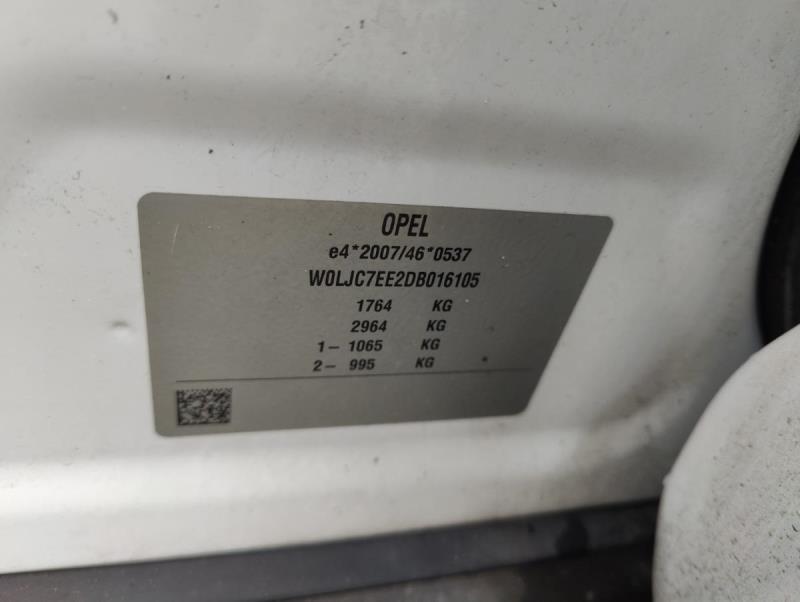 OPEL
e4*2007/46*0537
W0LJC7EE2DB016105
1764 KG
2964 KG
1– 1065 KG
2– 995 KG *